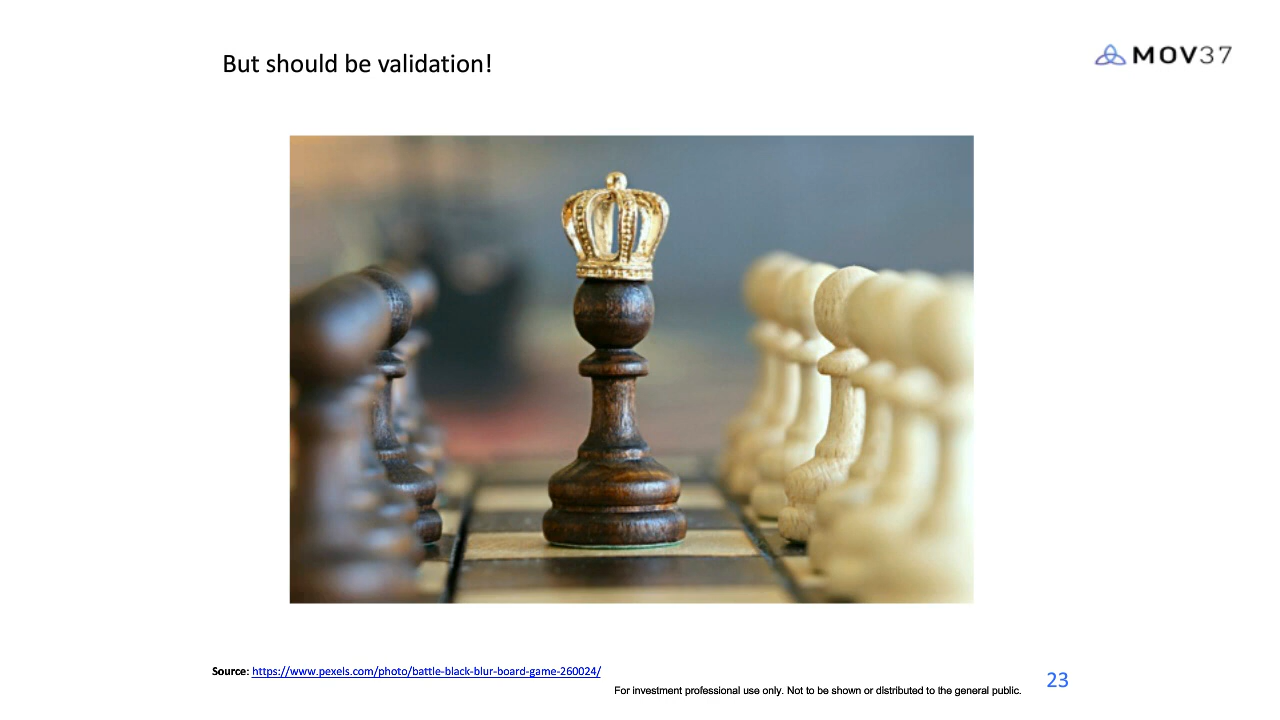 But should be validation!
MOV37
Source: https://www.pexels.com/photo/battle-black-blur-board-game-260024/
For investment professional use only. Not to be shown or distributed to the general public.
23